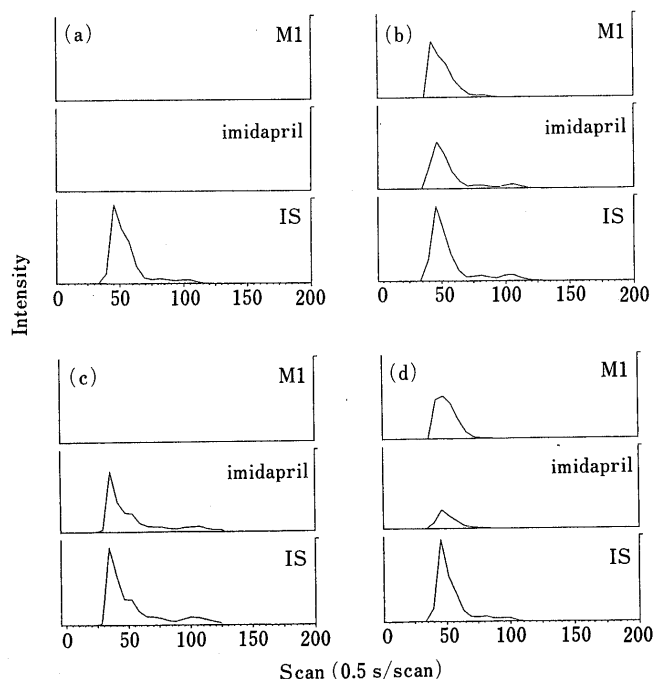 (a)
M1
imidapril
IS
0 50 100 150 200
(b)
M1
imidapril
IS
0 50 100 150 200
Intensity
(c)
M1
imidapril
IS
0 50 100 150 200
(d)
M1
imidapril
IS
0 50 100 150 200
Scan (0.5 s/scan)